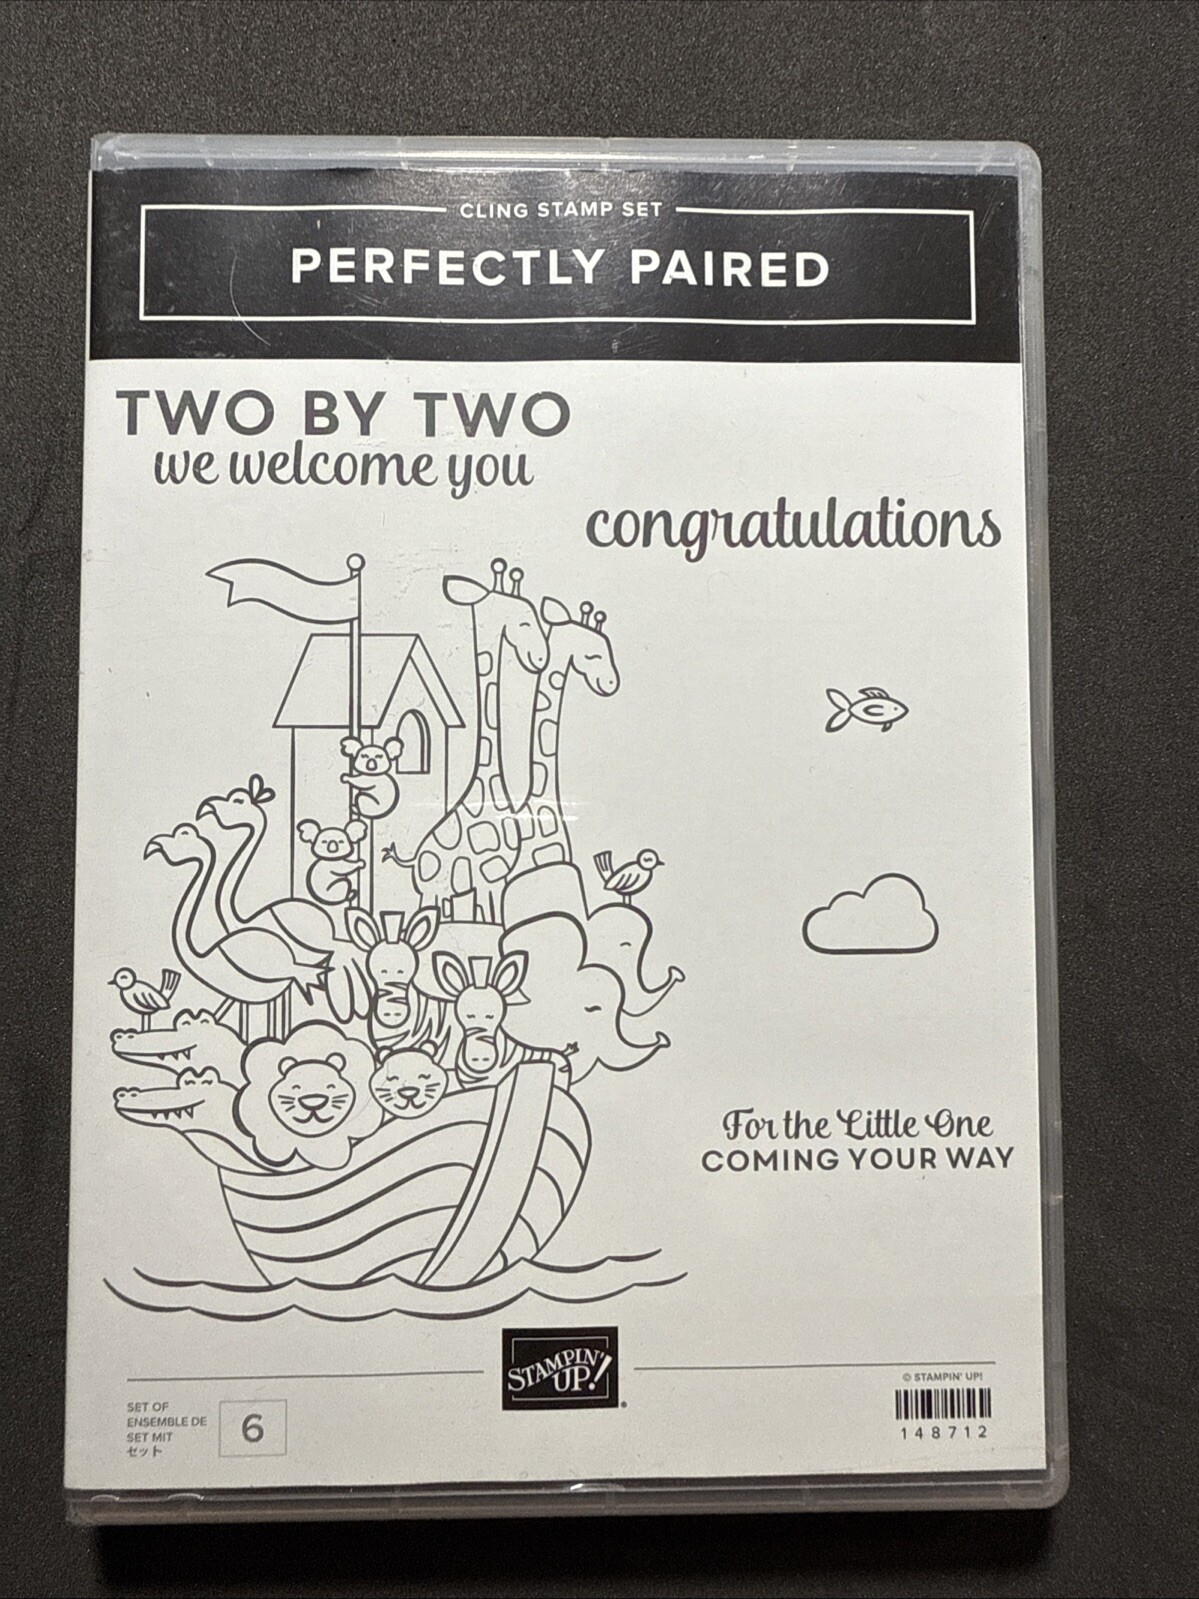 CLING STAMP SET
PERFECTLY PAIRED
TWO BY TWO
we welcome you
congratulations
For the Little One
COMING YOUR WAY
STAMPIN' UP!®
SET OF
ENSEMBLE DE
SET MIT
セット
6
© STAMPIN' UP!
148712